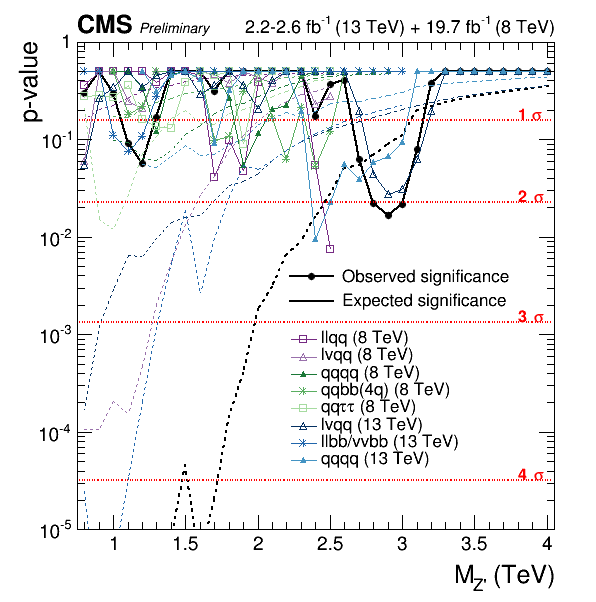 CMS Preliminary 2.2-2.6 fb⁻¹ (13 TeV) + 19.7 fb⁻¹ (8 TeV)
p-value
1
10⁻¹
10⁻²
10⁻³
10⁻⁴
10⁻⁵
1 σ
2 σ
3 σ
4 σ
Observed significance
Expected significance
llqq (8 TeV)
lνqq (8 TeV)
qqqq (8 TeV)
qqbb(4q) (8 TeV)
qqττ (8 TeV)
lνqq (13 TeV)
llbb/ννbb (13 TeV)
qqqq (13 TeV)
1 1.5 2 2.5 3 3.5 4
M_Z' (TeV)